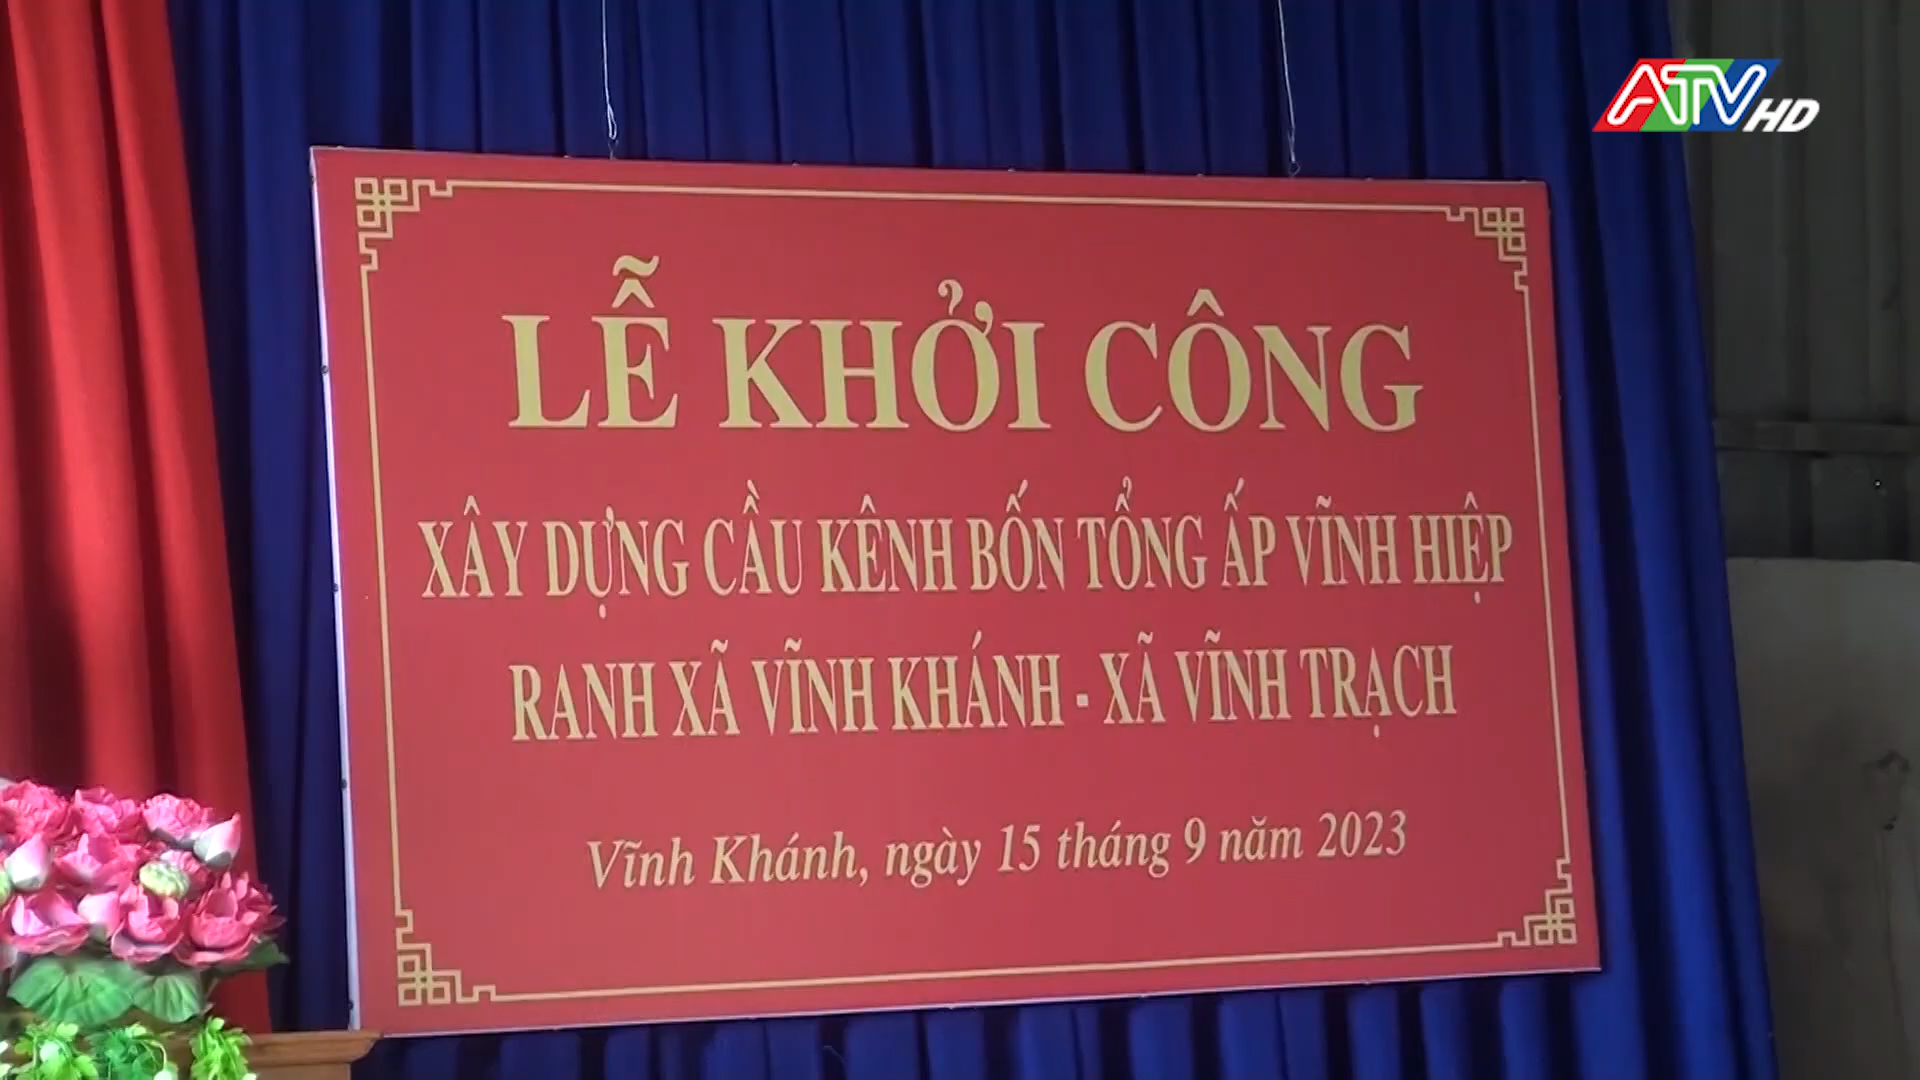 ATV HD
LỄ KHỞI CÔNG
XÂY DỰNG CẦU KÊNH BỐN TỔNG ẤP VĨNH HIỆP
RANH XÃ VĨNH KHÁNH - XÃ VĨNH TRẠCH
Vĩnh Khánh, ngày 15 tháng 9 năm 2023